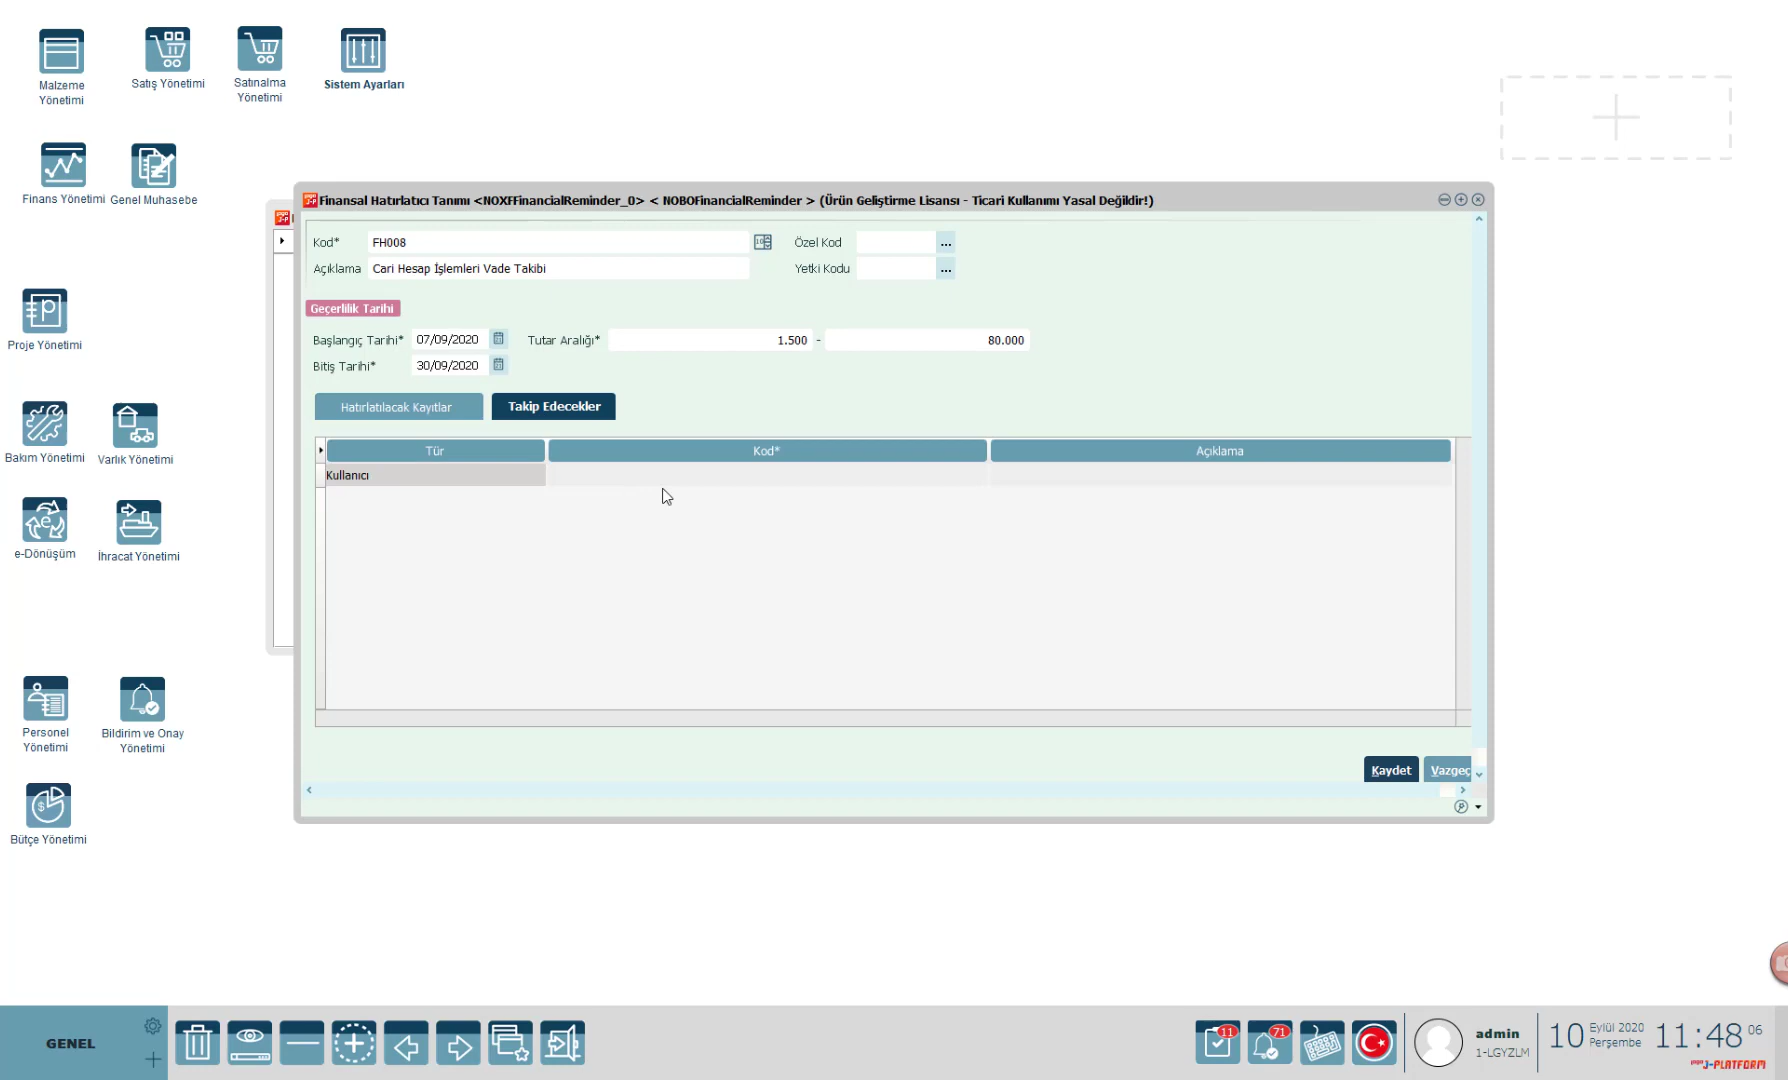 Malzeme
Yönetimi
Satış Yönetimi
Satınalma
Yönetimi
Sistem Ayarları
Finans Yönetimi
Genel Muhasebe
Finansal Hatırlatıcı Tanımı <NOXFFinancialReminder_0> < NOBOFinancialReminder > (Ürün Geliştirme Lisansı - Ticari Kullanımı Yasal Değildir!)
Kod* FH008 Özel Kod ...
Açıklama Cari Hesap İşlemleri Vade Takibi Yetki Kodu ...
Geçerlilik Tarihi
Başlangıç Tarihi* 07/09/2020 Tutar Aralığı* 1.500 - 80.000
Bitiş Tarihi* 30/09/2020
Hatırlatılacak Kayıtlar Takip Edecekler
Tür Kod* Açıklama
Kullanıcı
Kaydet Vazgeç
Proje Yönetimi
Bakım Yönetimi
Varlık Yönetimi
e-Dönüşüm
İhracat Yönetimi
Personel
Yönetimi
Bildirim ve Onay
Yönetimi
Bütçe Yönetimi
GENEL
11
71
admin
1-LGYZLM
10 Eylül 2020
Perşembe
11:48 06
J-PLATFORM